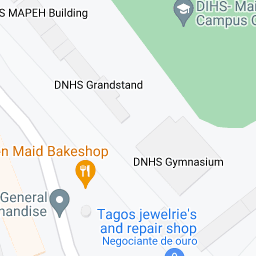 S MAPEH Building
DIHS- Mai
Campus C
DNHS Grandstand
n Maid Bakeshop
DNHS Gymnasium
General
handise
Tagos jewelrie's
and repair shop
Negociante de ouro